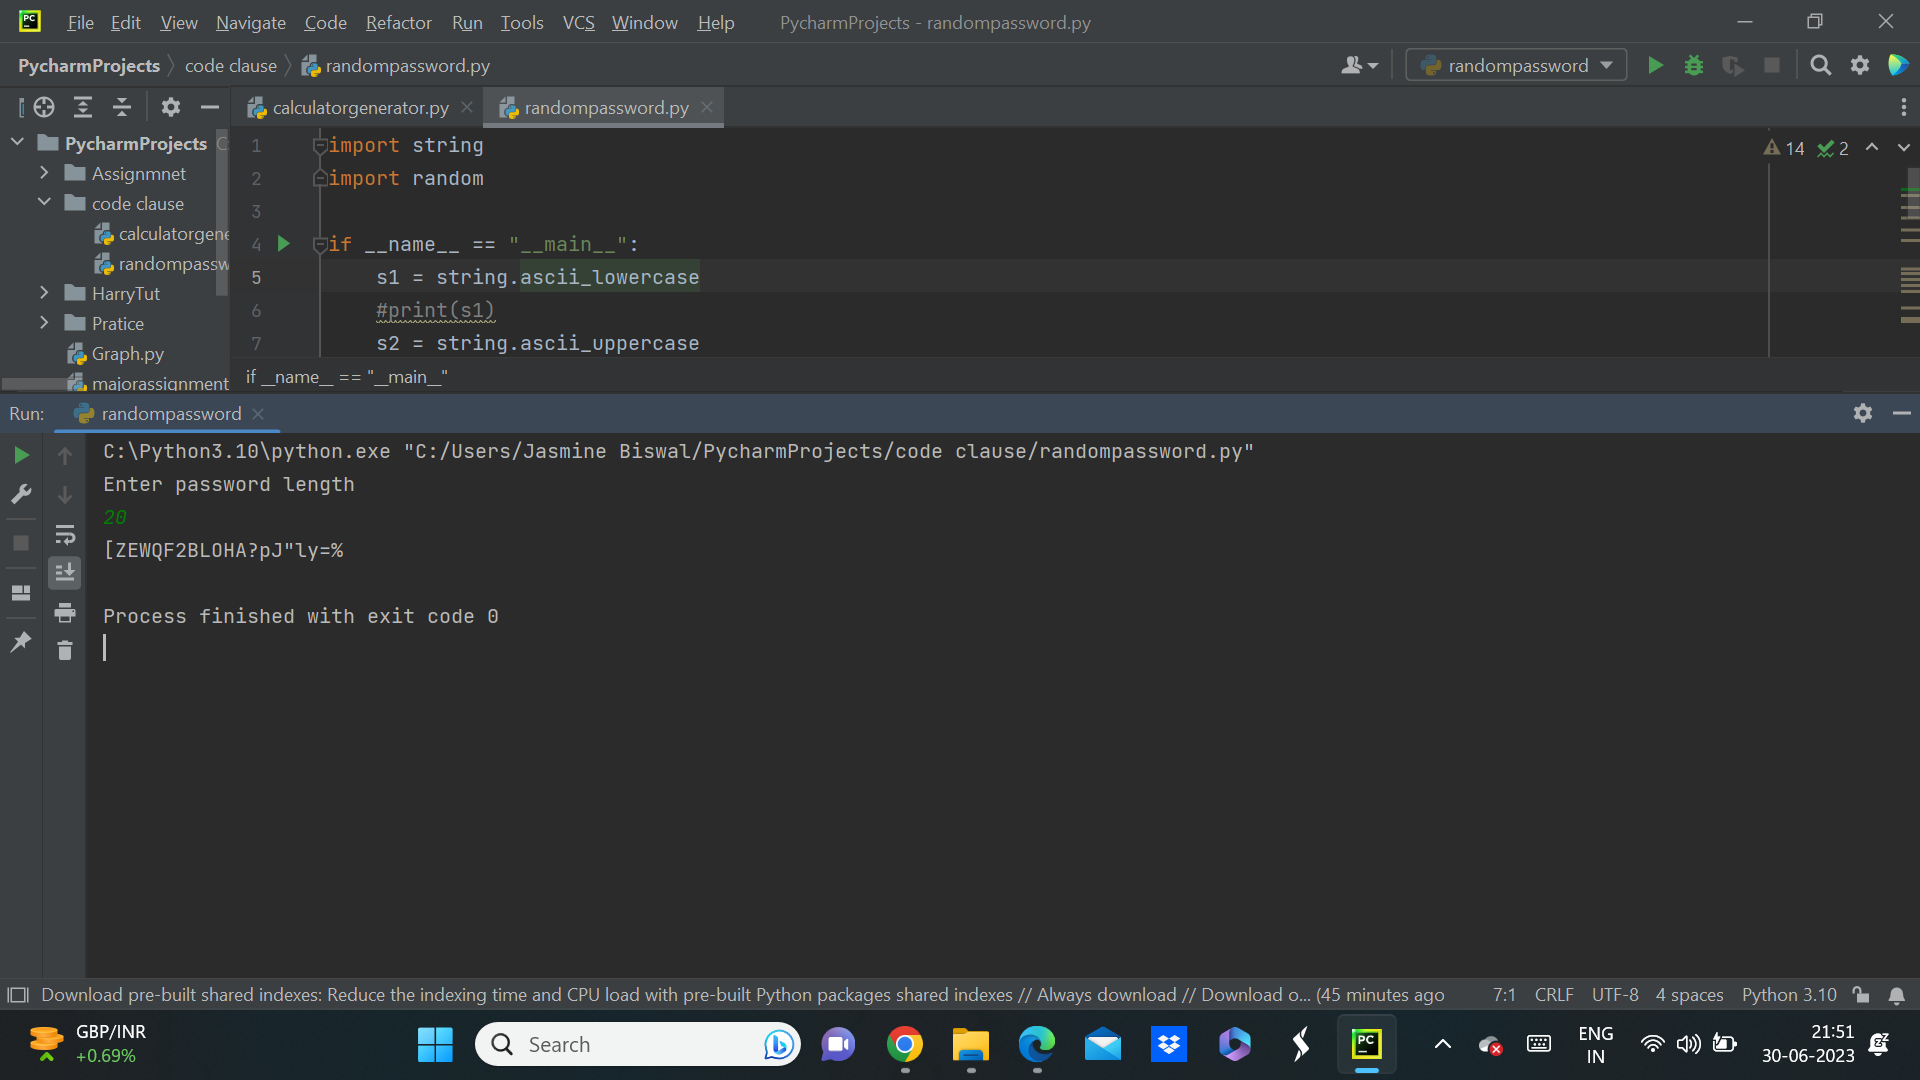 PC File Edit View Navigate Code Refactor Run Tools VCS Window Help PycharmProjects - randompassword.py
PycharmProjects code clause randompassword.py randompassword
calculatorgenerator.py randompassword.py
PycharmProjects
Assignmnet
code clause
calculatorgene
randompassw
HarryTut
Pratice
Graph.py
majorassignment
1 import string
2 import random
3
4 if __name__ == "__main__":
5 s1 = string.ascii_lowercase
6 #print(s1)
7 s2 = string.ascii_uppercase
14 2
if __name__ == "__main__"
Run: randompassword
C:\Python3.10\python.exe "C:/Users/Jasmine Biswal/PycharmProjects/code clause/randompassword.py"
Enter password length
20
[ZEWQF2BLOHA?pJ"ly=%
Process finished with exit code 0
Download pre-built shared indexes: Reduce the indexing time and CPU load with pre-built Python packages shared indexes // Always download // Download o... (45 minutes ago 7:1 CRLF UTF-8 4 spaces Python 3.10
GBP/INR
+0.69%
Search
PC
ENG
IN
21:51
30-06-2023